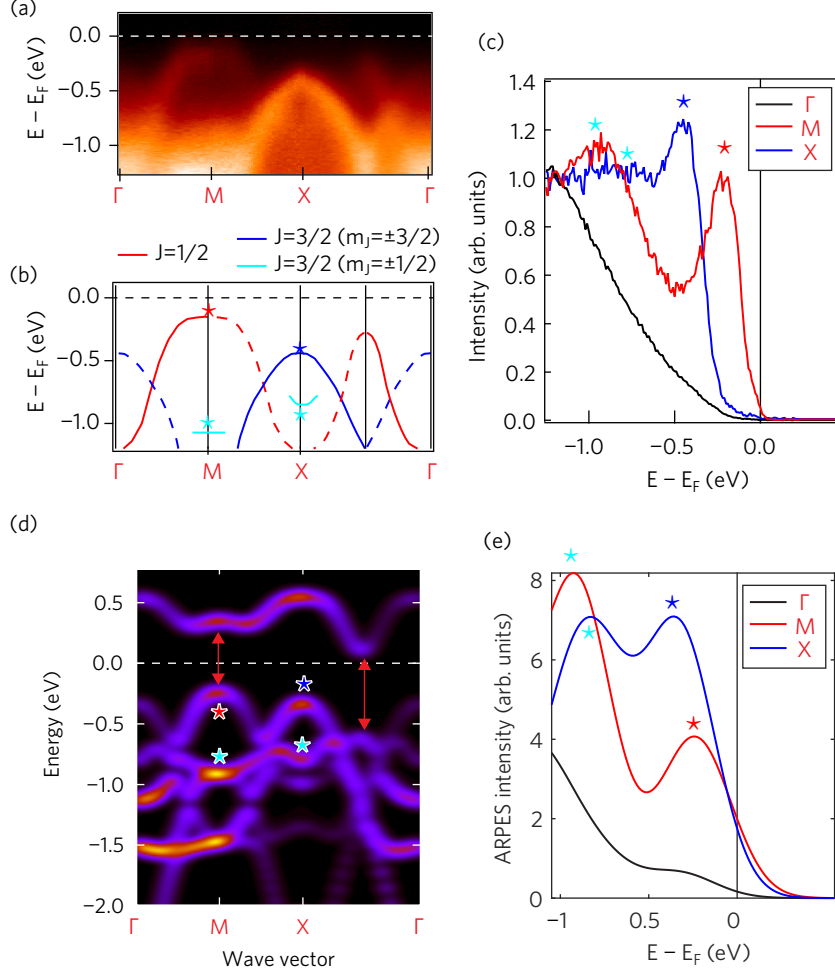 (a)
0.0
−0.5
−1.0
E − E_F (eV)
Γ M X Γ
J=1/2
J=3/2 (m_J=±3/2)
J=3/2 (m_J=±1/2)
(b)
0.0
−0.5
−1.0
E − E_F (eV)
Γ M X Γ
(c)
1.4
1.2
1.0
0.8
0.6
0.4
0.2
0.0
Intensity (arb. units)
Γ
M
X
−1.0 −0.5 0.0
E − E_F (eV)
(d)
0.5
0.0
−0.5
−1.0
−1.5
−2.0
Energy (eV)
Γ M X Γ
Wave vector
(e)
8
6
4
2
0
ARPES intensity (arb. units)
Γ
M
X
−1 0.5 0
E − E_F (eV)